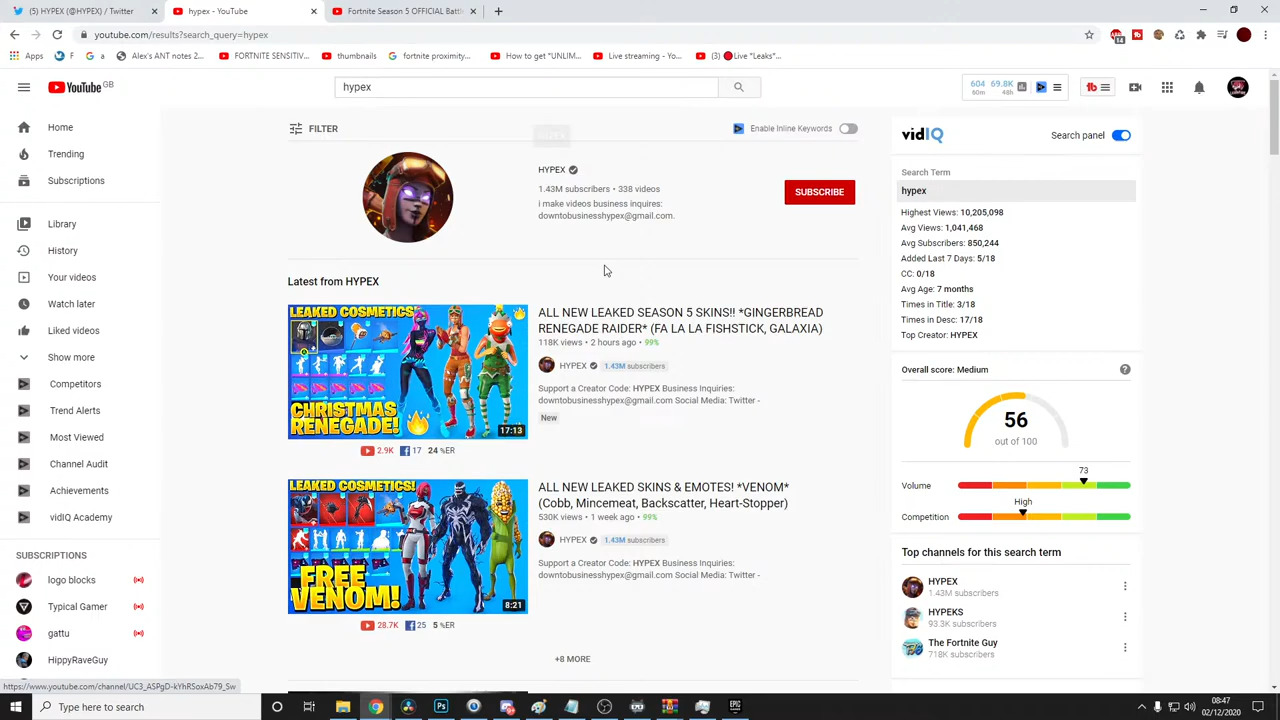 (5) HYPEX (@HYPEX) / Twitter
hypex - YouTube
Fortnite Season 5 OFFICIAL Battl
youtube.com/results?search_query=hypex
14
Apps
F
a
Alex's ANT notes 2...
FORTNITE SENSITIV...
thumbnails
fortnite proximity...
How to get *UNLIM...
Live streaming - Yo...
(3) 🔴Live *Leaks*...
YouTube GB
hypex
604 69.8K
60m 48h
tb
Home
Trending
Subscriptions
Library
History
Your videos
Watch later
Liked videos
Show more
Competitors
Trend Alerts
Most Viewed
Channel Audit
Achievements
vidIQ Academy
SUBSCRIPTIONS
logo blocks
Typical Gamer
gattu
HippyRaveGuy
https://www.youtube.com/channel/UC3_ASPgD-kYhRSoxAb79_Sw
FILTER
Enable Inline Keywords
HYPEX
1.43M subscribers • 338 videos
i make videos business inquires:
downtobusinesshypex@gmail.com.
SUBSCRIBE
Latest from HYPEX
LEAKED COSMETICS!
CHRISTMAS
RENEGADE!
17:13
ALL NEW LEAKED SEASON 5 SKINS!! *GINGERBREAD
RENEGADE RAIDER* (FA LA LA FISHSTICK, GALAXIA)
118K views • 2 hours ago • 99%
HYPEX 1.43M subscribers
Support a Creator Code: HYPEX Business Inquiries:
downtobusinesshypex@gmail.com Social Media: Twitter -
New
2.9K 17 24 %ER
LEAKED COSMETICS!
FREE
VENOM!
8:21
ALL NEW LEAKED SKINS & EMOTES! *VENOM*
(Cobb, Mincemeat, Backscatter, Heart-Stopper)
530K views • 1 week ago • 99%
HYPEX 1.43M subscribers
Support a Creator Code: HYPEX Business Inquiries:
downtobusinesshypex@gmail.com Social Media: Twitter -
28.7K 25 5 %ER
+8 MORE
vidIQ
Search panel
Search Term
hypex
Highest Views: 10,205,098
Avg Views: 1,041,468
Avg Subscribers: 850,244
Added Last 7 Days: 5/18
CC: 0/18
Avg Age: 7 months
Times in Title: 3/18
Times in Desc: 17/18
Top Creator: HYPEX
Overall score: Medium
56
out of 100
73
Volume
High
Competition
Top channels for this search term
HYPEX
1.43M subscribers
HYPEKS
93.3K subscribers
The Fortnite Guy
718K subscribers
Type here to search
Ps
EPIC
08:47
02/12/2020